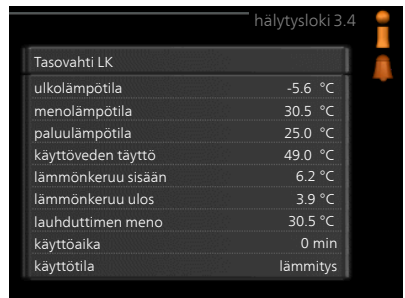 hälytysloki 3.4
Tasovahti LK
ulkolämpötila -5.6 °C
menolämpötila 30.5 °C
paluulämpötila 25.0 °C
käyttöveden täyttö 49.0 °C
lämmönkeruu sisään 6.2 °C
lämmönkeruu ulos 3.9 °C
lauhduttimen meno 30.5 °C
käyttöaika 0 min
käyttötila lämmitys